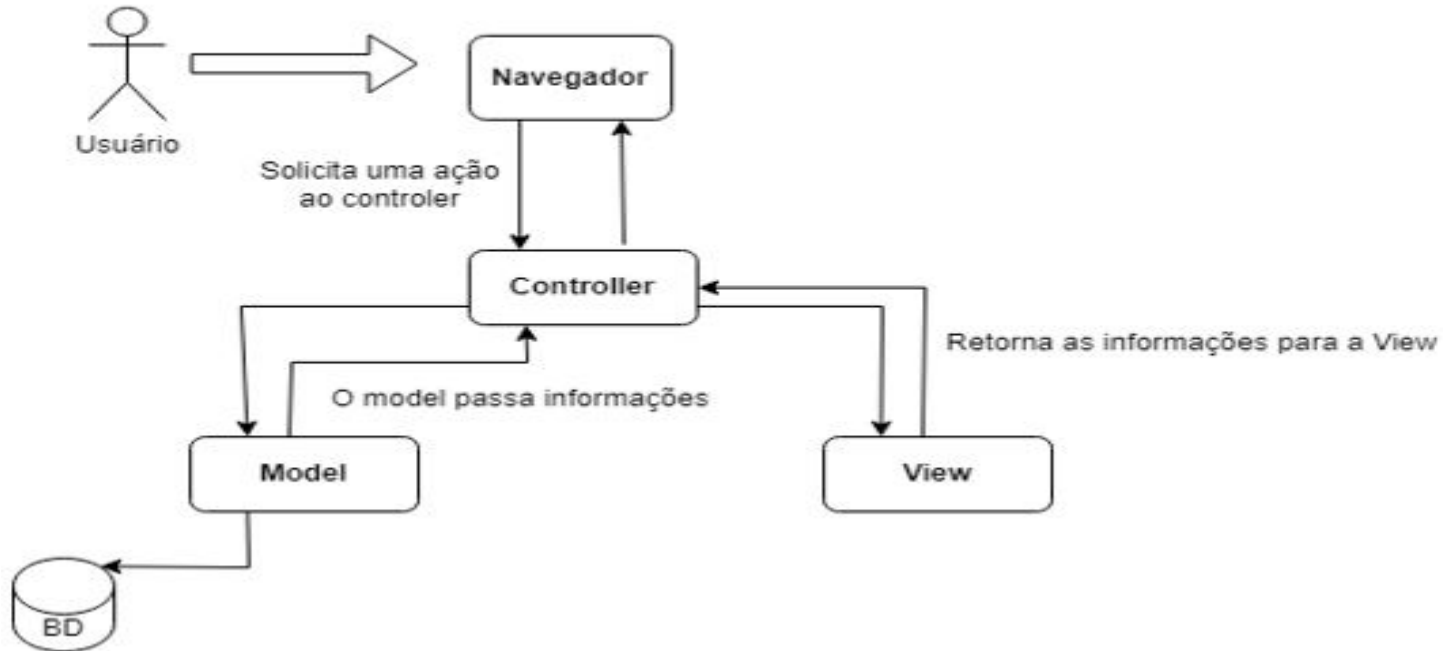 Navegador
Usuário
Solicita uma ação
ao controler
Controller
Retorna as informações para a View
O model passa informações
Model
View
BD